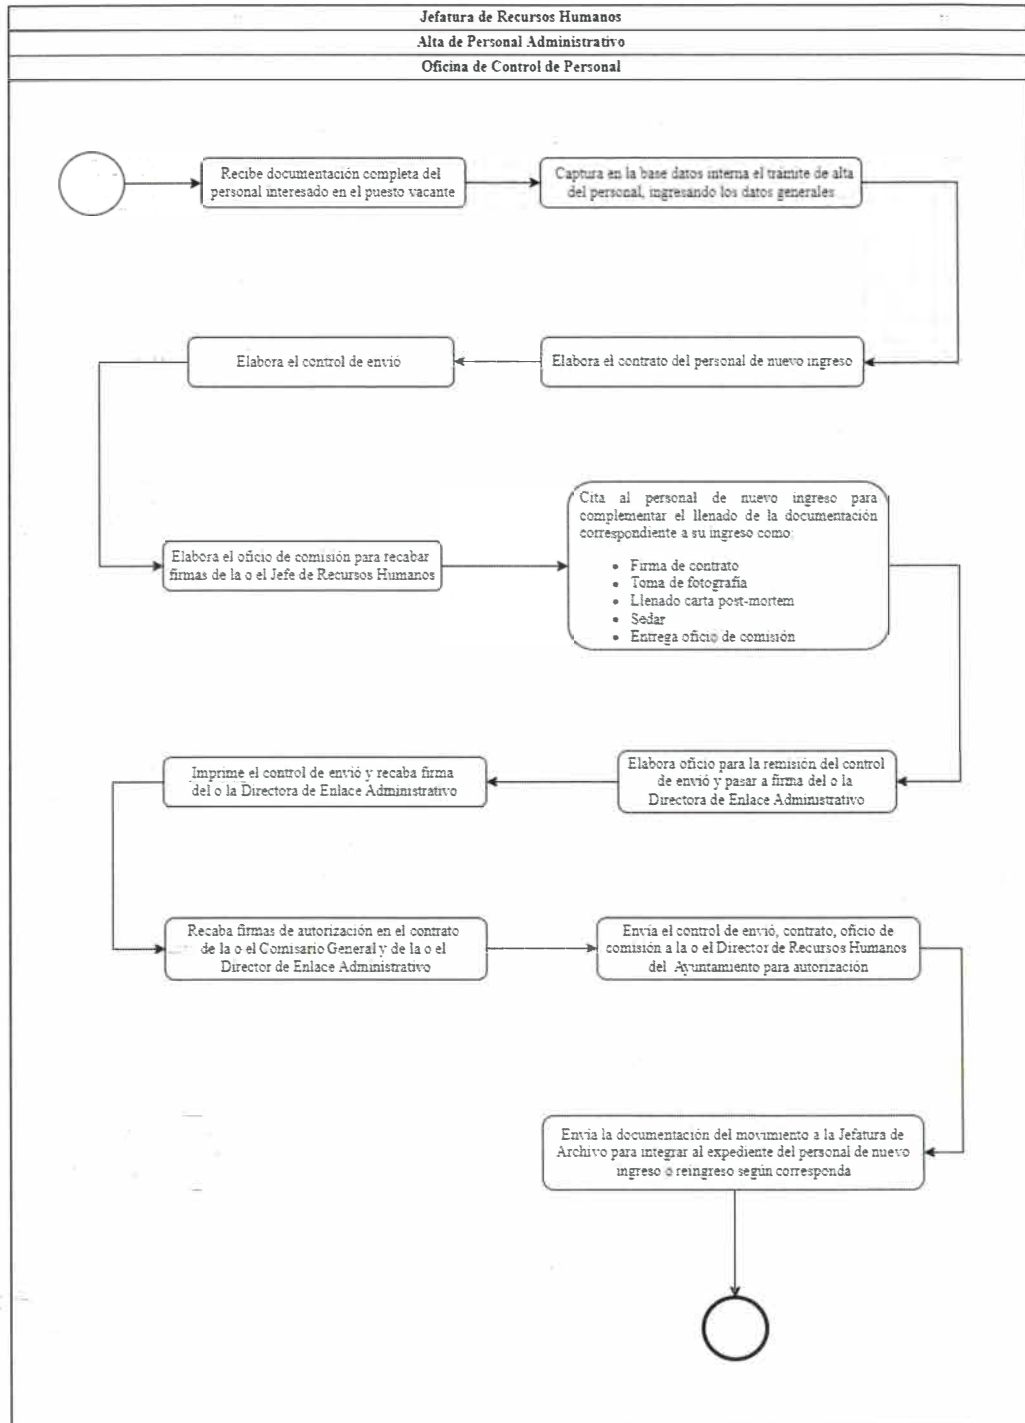 Jefatura de Recursos Humanos
Alta de Personal Administrativo
Oficina de Control de Personal
Recibe documentación completa del
personal interesado en el puesto vacante
Captura en la base datos interna el trámite de alta
del personal, ingresando los datos generales
Elabora el contrato del personal de nuevo ingreso
Elabora el control de envió
Elabora el oficio de comisión para recabar
firmas de la o el Jefe de Recursos Humanos
Cita al personal de nuevo ingreso para
complementar el llenado de la documentación
correspondiente a su ingreso como:
• Firma de contrato
• Toma de fotografía
• Llenado carta post-mortem
• Sedar
• Entrega oficio de comisión
Elabora oficio para la remisión del control
de envió y pasar a firma del o la
Directora de Enlace Administrativo
Imprime el control de envió y recaba firma
del o la Directora de Enlace Administrativo
Recaba firmas de autorización en el contrato
de la o el Comisario General y de la o el
Director de Enlace Administrativo
Envía el control de envió, contrato, oficio de
comisión a la o el Director de Recursos Humanos
del Ayuntamiento para autorización
Envía la documentación del movimiento a la Jefatura de
Archivo para integrar al expediente del personal de nuevo
ingreso o reingreso según corresponda